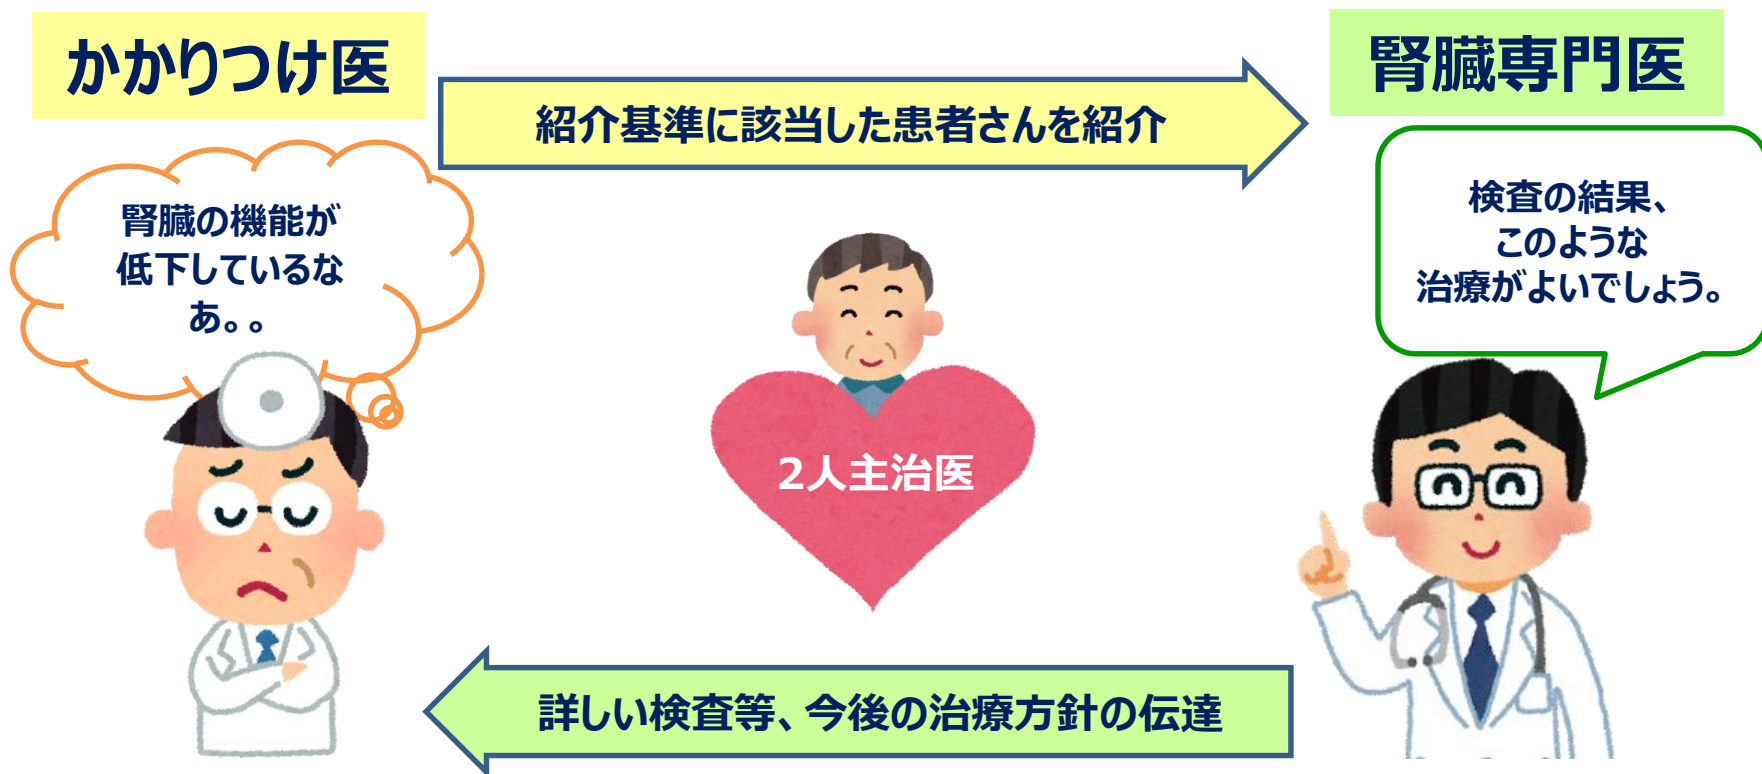 かかりつけ医
腎臓専門医
紹介基準に該当した患者さんを紹介
腎臓の機能が
低下しているな
あ。。
検査の結果、
このような
治療がよいでしょう。
2人主治医
詳しい検査等、今後の治療方針の伝達